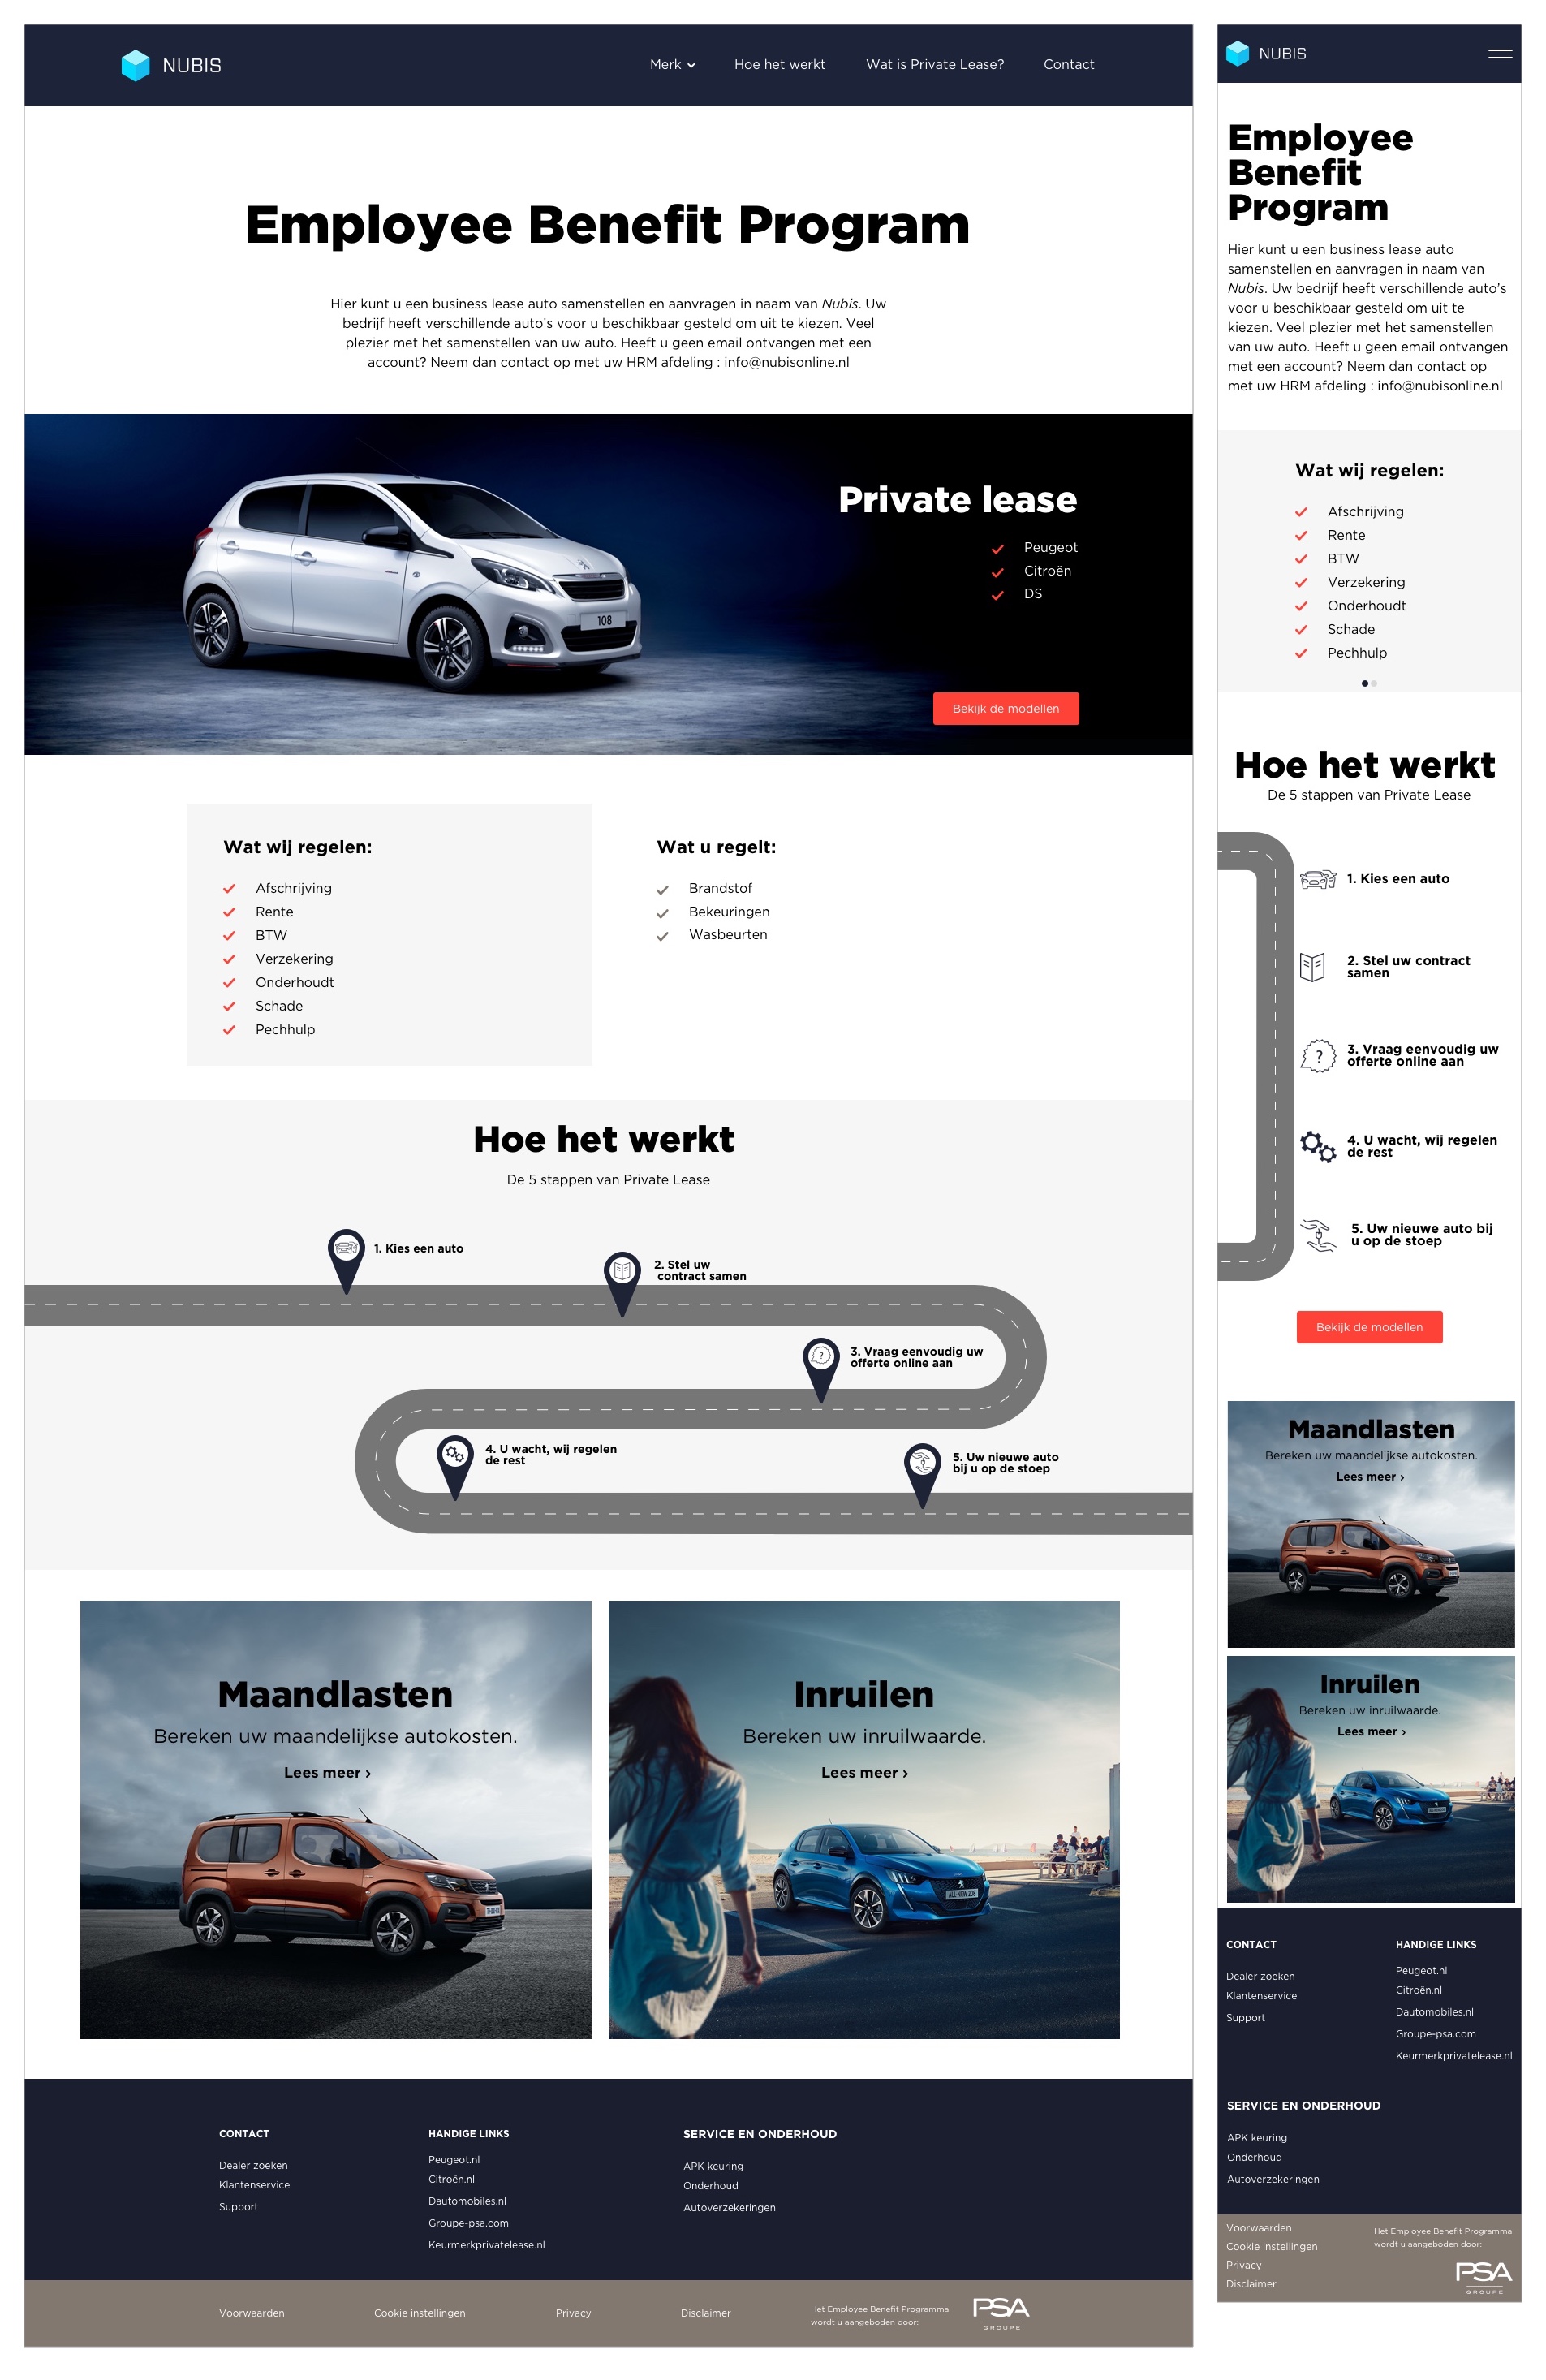 NUBIS
Merk
Hoe het werkt
Wat is Private Lease?
Contact
Employee Benefit Program
Hier kunt u een business lease auto samenstellen en aanvragen in naam van Nubis. Uw
bedrijf heeft verschillende auto's voor u beschikbaar gesteld om uit te kiezen. Veel
plezier met het samenstellen van uw auto. Heeft u geen email ontvangen met een
account? Neem dan contact op met uw HRM afdeling : info@nubisonline.nl
Private lease
Peugeot
Citroën
DS
108
Bekijk de modellen
Wat wij regelen:
Afschrijving
Rente
BTW
Verzekering
Onderhoudt
Schade
Pechhulp
Wat u regelt:
Brandstof
Bekeuringen
Wasbeurten
Hoe het werkt
De 5 stappen van Private Lease
1. Kies een auto
2. Stel uw
contract samen
?
3. Vraag eenvoudig uw
offerte online aan
4. U wacht, wij regelen
de rest
5. Uw nieuwe auto
bij u op de stoep
Maandlasten
Bereken uw maandelijkse autokosten.
Lees meer ›
Inruilen
Bereken uw inruilwaarde.
Lees meer ›
ALL-NEW 208
CONTACT
Dealer zoeken
Klantenservice
Support
HANDIGE LINKS
Peugeot.nl
Citroën.nl
Dautomobiles.nl
Groupe-psa.com
Keurmerkprivatelease.nl
SERVICE EN ONDERHOUD
APK keuring
Onderhoud
Autoverzekeringen
Voorwaarden
Cookie instellingen
Privacy
Disclaimer
Het Employee Benefit Programma
wordt u aangeboden door:
PSA
GROUPE
NUBIS
Employee
Benefit
Program
Hier kunt u een business lease auto
samenstellen en aanvragen in naam van
Nubis. Uw bedrijf heeft verschillende auto's
voor u beschikbaar gesteld om uit te
kiezen. Veel plezier met het samenstellen
van uw auto. Heeft u geen email ontvangen
met een account? Neem dan contact op
met uw HRM afdeling : info@nubisonline.nl
Wat wij regelen:
Afschrijving
Rente
BTW
Verzekering
Onderhoudt
Schade
Pechhulp
Hoe het werkt
De 5 stappen van Private Lease
1. Kies een auto
2. Stel uw contract
samen
?
3. Vraag eenvoudig uw
offerte online aan
4. U wacht, wij regelen
de rest
5. Uw nieuwe auto bij
u op de stoep
Bekijk de modellen
Maandlasten
Bereken uw maandelijkse autokosten.
Lees meer ›
Inruilen
Bereken uw inruilwaarde.
Lees meer ›
CONTACT
Dealer zoeken
Klantenservice
Support
HANDIGE LINKS
Peugeot.nl
Citroën.nl
Dautomobiles.nl
Groupe-psa.com
Keurmerkprivatelease.nl
SERVICE EN ONDERHOUD
APK keuring
Onderhoud
Autoverzekeringen
Voorwaarden
Cookie instellingen
Privacy
Disclaimer
Het Employee Benefit Programma
wordt u aangeboden door:
PSA
GROUPE